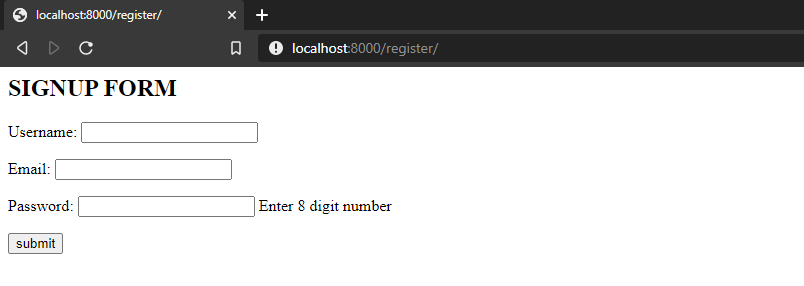 localhost:8000/register/
localhost:8000/register/
SIGNUP FORM
Username:
Email:
Password: Enter 8 digit number
submit